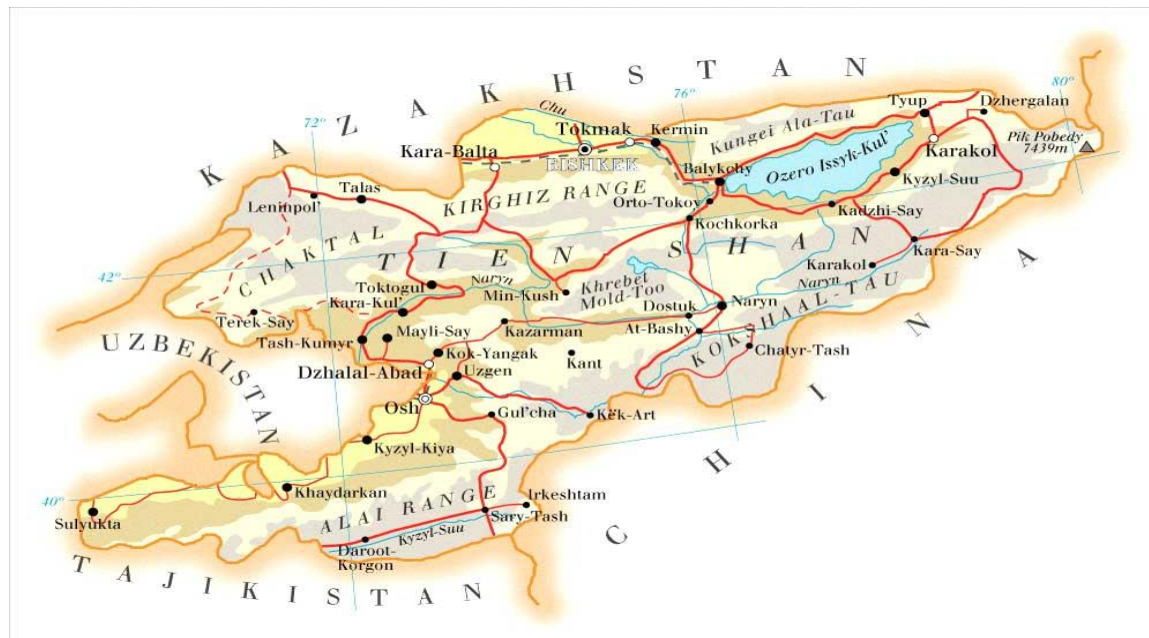 KAZAKHSTAN
80°
76°
72°
Chu
Tyup
Dzhergalan
Tokmak
Kermin
Kungei Ala-Tau
Pik Pobedy
7439m
Kara-Balta
BISHKEK
Karakol
Balykchy
Ozero Issyk-Kul'
Talas
KIRGHIZ RANGE
Kyzyl-Suu
Leninpol'
Orto-Tokoy
Kadzhi-Say
Kochkorka
CHAKTAL
TIEN SHAN
Kara-Say
42°
Karakol
Naryn
Naryn
Toktogul
Min-Kush
Khrebet
Mold-Too
KOKSHAAL-TAU
Kara-Kul'
Dostuk
Naryn
Terek-Say
Kazarman
At-Bashy
UZBEKISTAN
Tash-Kumyr
Mayli-Say
Chatyr-Tash
Kok-Yangak
Kant
Dzhalal-Abad
Uzgen
Osh
Gul'cha
Këk-Art
CHINA
Kyzyl-Kiya
40°
Khaydarkan
ALAI RANGE
Irkeshtam
Sulyukta
Sary-Tash
Kyzyl-Suu
Daroot-
Korgon
TAJIKISTAN